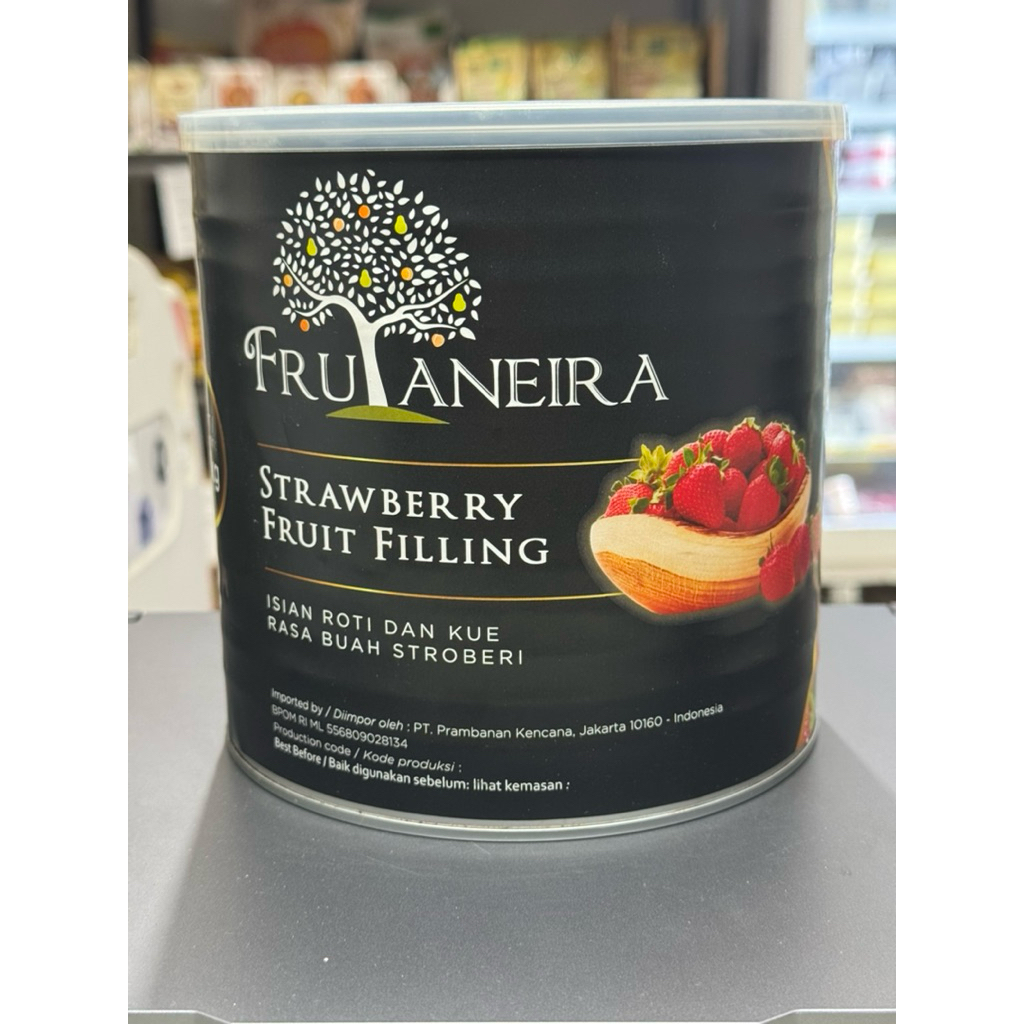 FRUTANEIRA
STRAWBERRY
FRUIT FILLING
ISIAN ROTI DAN KUE
RASA BUAH STROBERI
Imported by / Diimpor oleh : PT. Prambanan Kencana, Jakarta 10160 - Indonesia
BPOM RI ML 556809028134
Production code / Kode produksi :
Best Before / Baik digunakan sebelum: lihat kemasan :